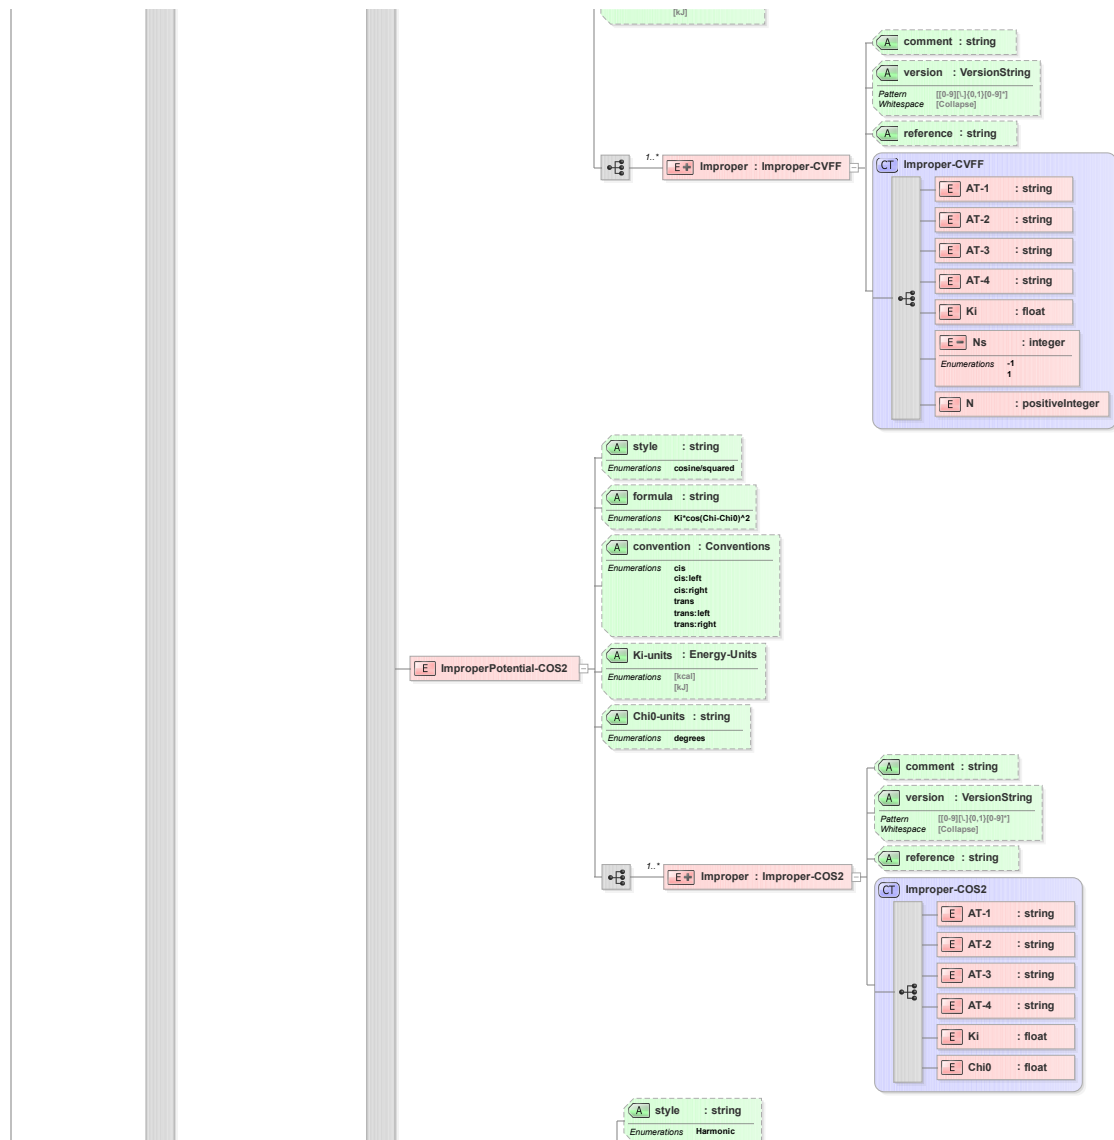 [kJ]
A comment : string
A version : VersionString
Pattern [[0-9][\.]{0,1}[0-9]*]
Whitespace [Collapse]
A reference : string
1..*
E Improper : Improper-CVFF
CT Improper-CVFF
E AT-1 : string
E AT-2 : string
E AT-3 : string
E AT-4 : string
E Ki : float
E Ns : integer
Enumerations -1
1
E N : positiveInteger
A style : string
Enumerations cosine/squared
A formula : string
Enumerations Ki*cos(Chi-Chi0)^2
A convention : Conventions
Enumerations cis
cis:left
cis:right
trans
trans:left
trans:right
E ImproperPotential-COS2
A Ki-units : Energy-Units
Enumerations [kcal]
[kJ]
A Chi0-units : string
Enumerations degrees
A comment : string
A version : VersionString
Pattern [[0-9][\.]{0,1}[0-9]*]
Whitespace [Collapse]
A reference : string
1..*
E Improper : Improper-COS2
CT Improper-COS2
E AT-1 : string
E AT-2 : string
E AT-3 : string
E AT-4 : string
E Ki : float
E Chi0 : float
A style : string
Enumerations Harmonic